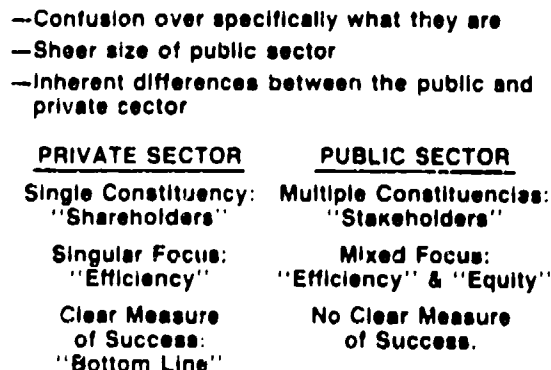 —Confusion over specifically what they are
—Sheer size of public sector
—Inherent differences between the public and
private cector
PRIVATE SECTOR PUBLIC SECTOR
Single Constituency: Multiple Constituencies:
"Shareholders" "Stakeholders"
Singular Focus: Mixed Focus:
"Efficiency" "Efficiency" & "Equity"
Clear Measure No Clear Measure
of Success: of Success.
"Bottom Line"